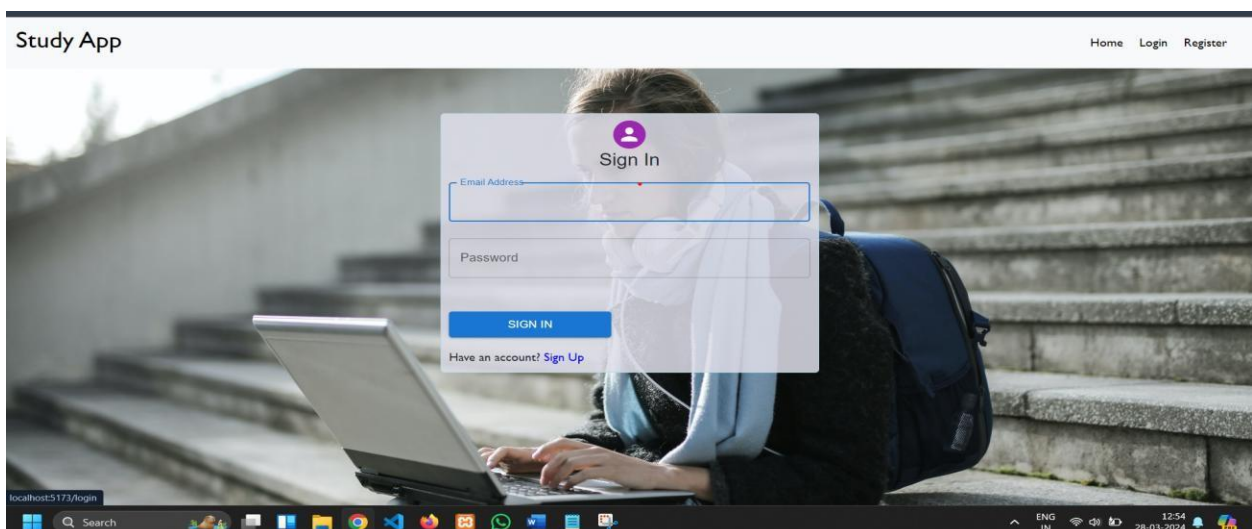 Study App
Home Login Register
Sign In
Email Address
Password
SIGN IN
Have an account? Sign Up
localhost:5173/login
Search
ENG
IN
12:54
28-03-2024